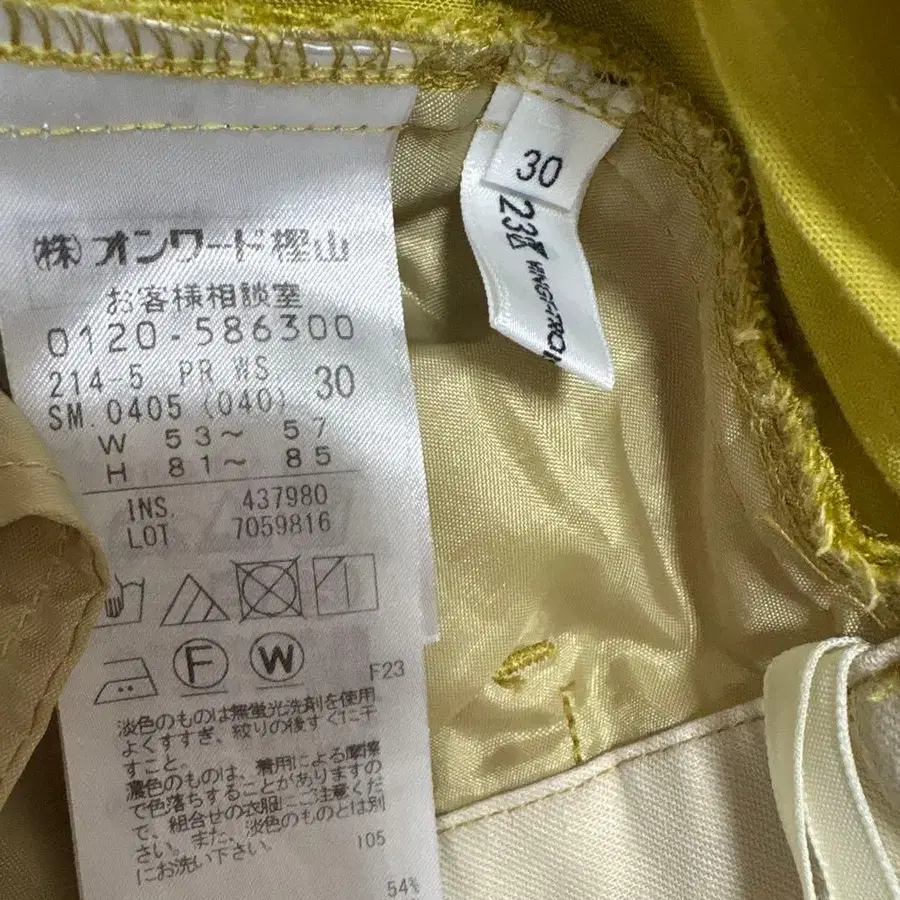 (株)オンワード樫山
お客様相談室
0120-586300
214-5 PR WS 30
SM.0405 (040)
W 53~ 57
H 81~ 85
INS. 437980
LOT 7059816
F
W
F23
淡色のものは無蛍光洗剤を使用
よくすすぎ、絞りの後すぐに干
すこと。
濃色のものは、着用による摩擦
で色落ちすることがありますの
で、組合せの衣服にご注意くだ
さい。また、淡色のものとは別
にお洗い下さい。
105
54%
30